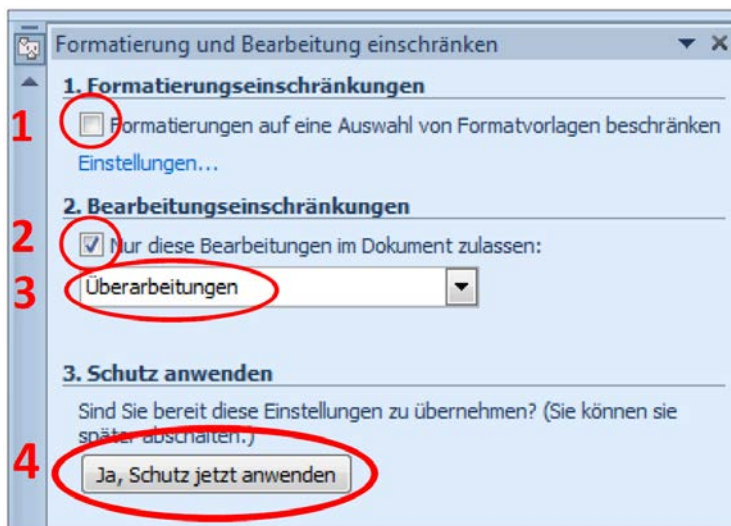 Formatierung und Bearbeitung einschränken
1. Formatierungseinschränkungen
1
Formatierungen auf eine Auswahl von Formatvorlagen beschränken
Einstellungen...
2. Bearbeitungseinschränkungen
2
Nur diese Bearbeitungen im Dokument zulassen:
3
Überarbeitungen
3. Schutz anwenden
Sind Sie bereit diese Einstellungen zu übernehmen? (Sie können sie
später abschalten.)
4
Ja, Schutz jetzt anwenden